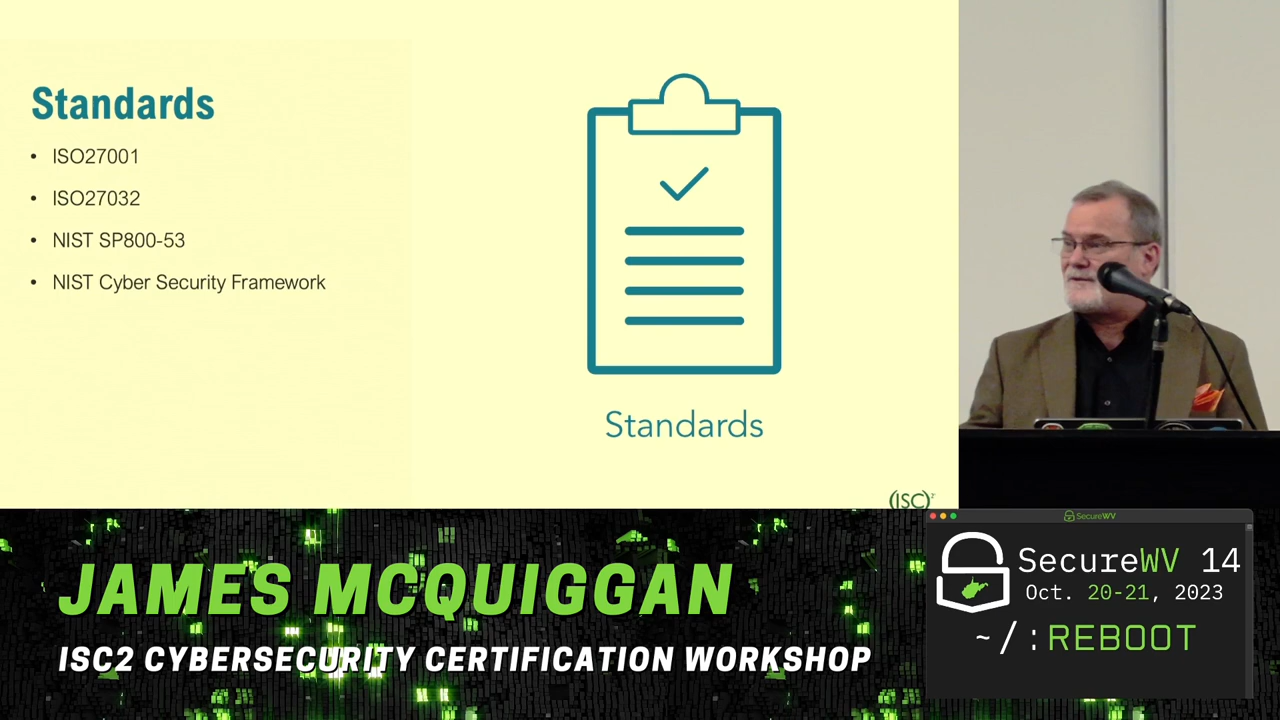 Standards
• ISO27001
• ISO27032
• NIST SP800-53
• NIST Cyber Security Framework
Standards
(ISC)²
JAMES MCQUIGGAN
ISC2 CYBERSECURITY CERTIFICATION WORKSHOP
SecureWV
SecureWV 14
Oct. 20-21, 2023
~/:REBOOT